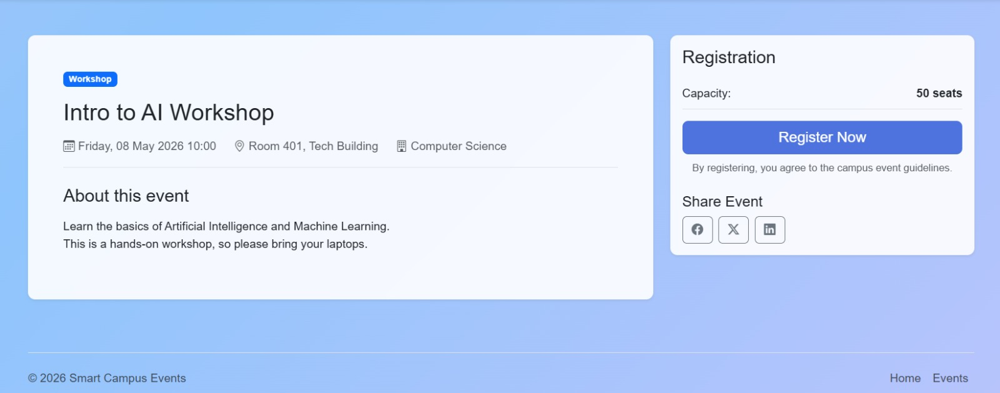 Workshop
Intro to AI Workshop
Friday, 08 May 2026 10:00 Room 401, Tech Building Computer Science
About this event
Learn the basics of Artificial Intelligence and Machine Learning.
This is a hands-on workshop, so please bring your laptops.
Registration
Capacity: 50 seats
Register Now
By registering, you agree to the campus event guidelines.
Share Event
© 2026 Smart Campus Events
Home Events